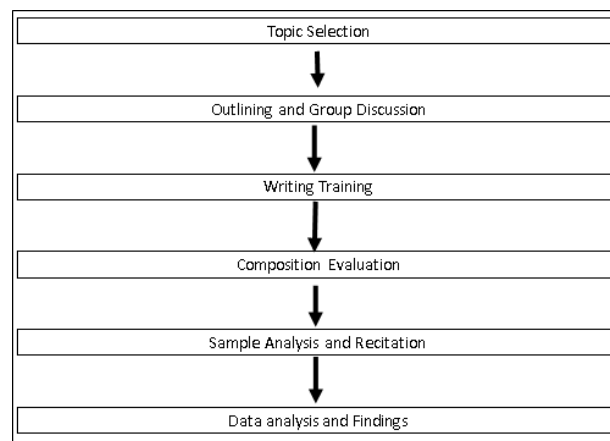 Topic Selection
Outlining and Group Discussion
Writing Training
Composition Evaluation
Sample Analysis and Recitation
Data analysis and Findings